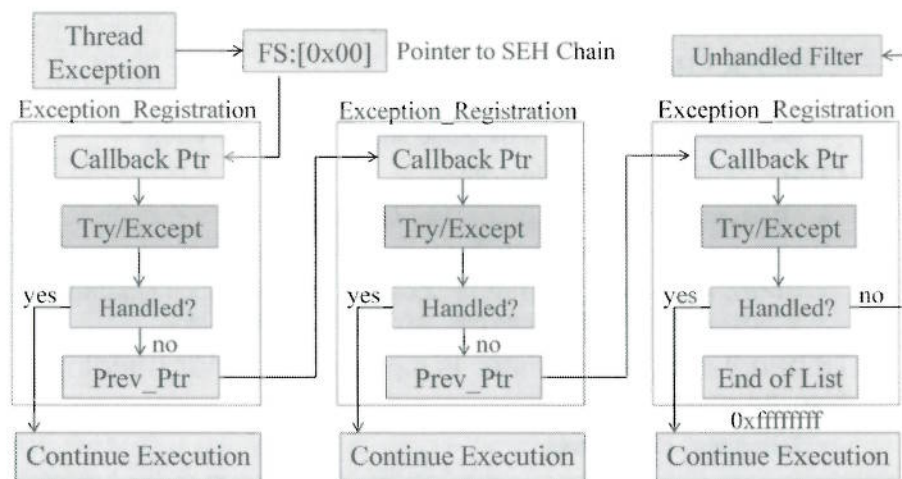 Thread
Exception
FS:[0x00]
Pointer to SEH Chain
Unhandled Filter
Exception_Registration
Callback Ptr
Try/Except
Handled?
yes
no
Prev_Ptr
Continue Execution
Exception_Registration
Callback Ptr
Try/Except
Handled?
yes
no
Prev_Ptr
Continue Execution
Exception_Registration
Callback Ptr
Try/Except
Handled?
yes
no
End of List
0xffffffff
Continue Execution